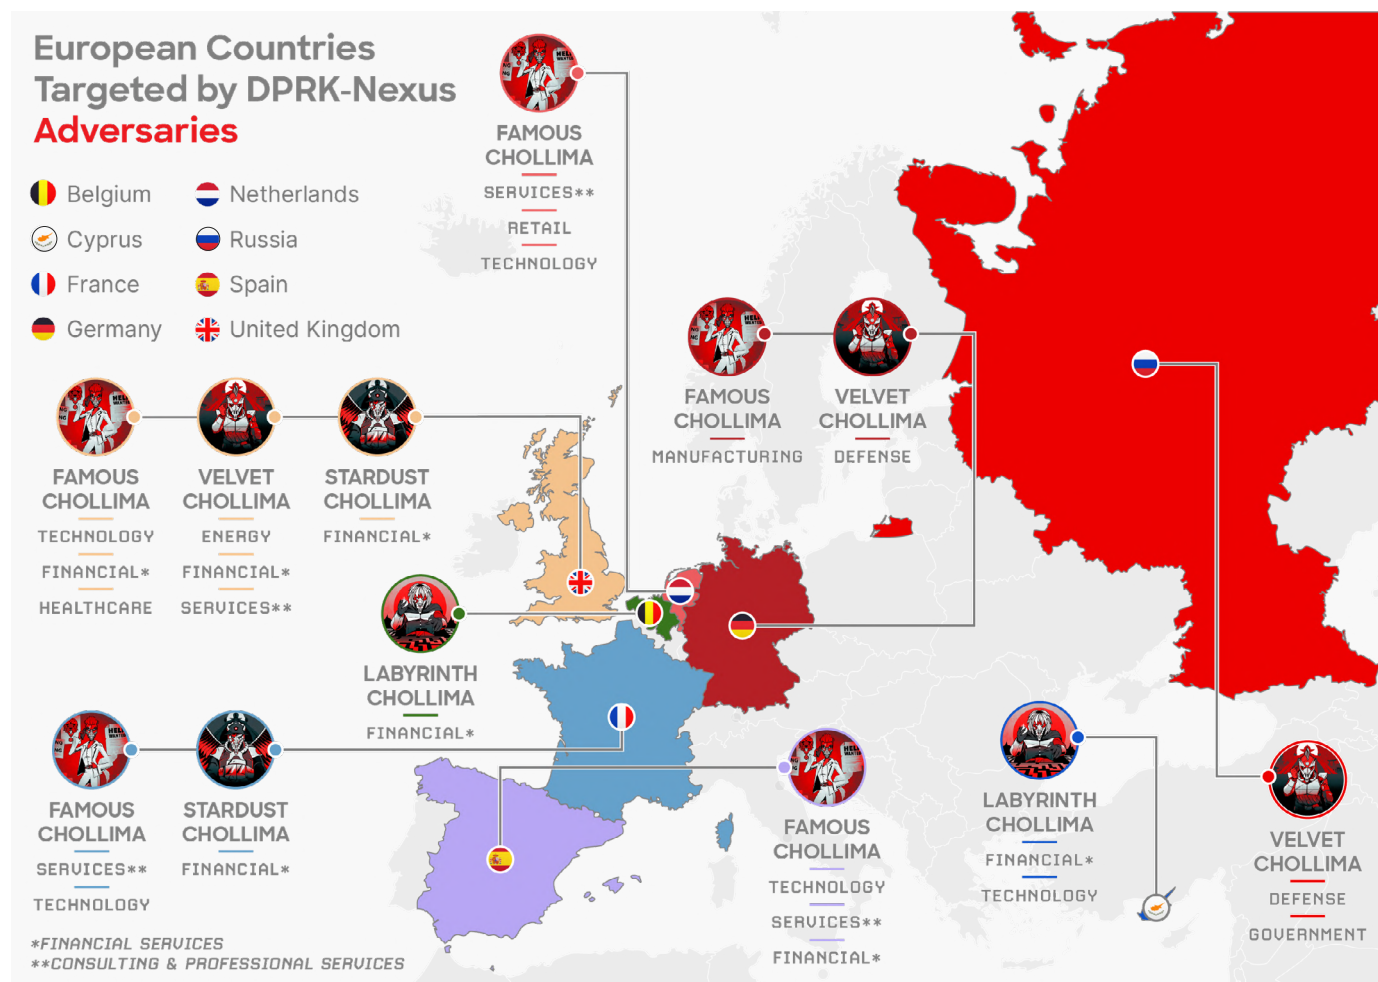 European Countries
Targeted by DPRK-Nexus
Adversaries
Belgium
Netherlands
Cyprus
Russia
France
Spain
Germany
United Kingdom
FAMOUS
CHOLLIMA
SERVICES**
RETAIL
TECHNOLOGY
FAMOUS
CHOLLIMA
MANUFACTURING
VELVET
CHOLLIMA
DEFENSE
FAMOUS
CHOLLIMA
TECHNOLOGY
FINANCIAL*
HEALTHCARE
VELVET
CHOLLIMA
ENERGY
FINANCIAL*
SERVICES**
STARDUST
CHOLLIMA
FINANCIAL*
LABYRINTH
CHOLLIMA
FINANCIAL*
FAMOUS
CHOLLIMA
SERVICES**
TECHNOLOGY
STARDUST
CHOLLIMA
FINANCIAL*
FAMOUS
CHOLLIMA
TECHNOLOGY
SERVICES**
FINANCIAL*
LABYRINTH
CHOLLIMA
FINANCIAL*
TECHNOLOGY
VELVET
CHOLLIMA
DEFENSE
GOVERNMENT
*FINANCIAL SERVICES
**CONSULTING & PROFESSIONAL SERVICES